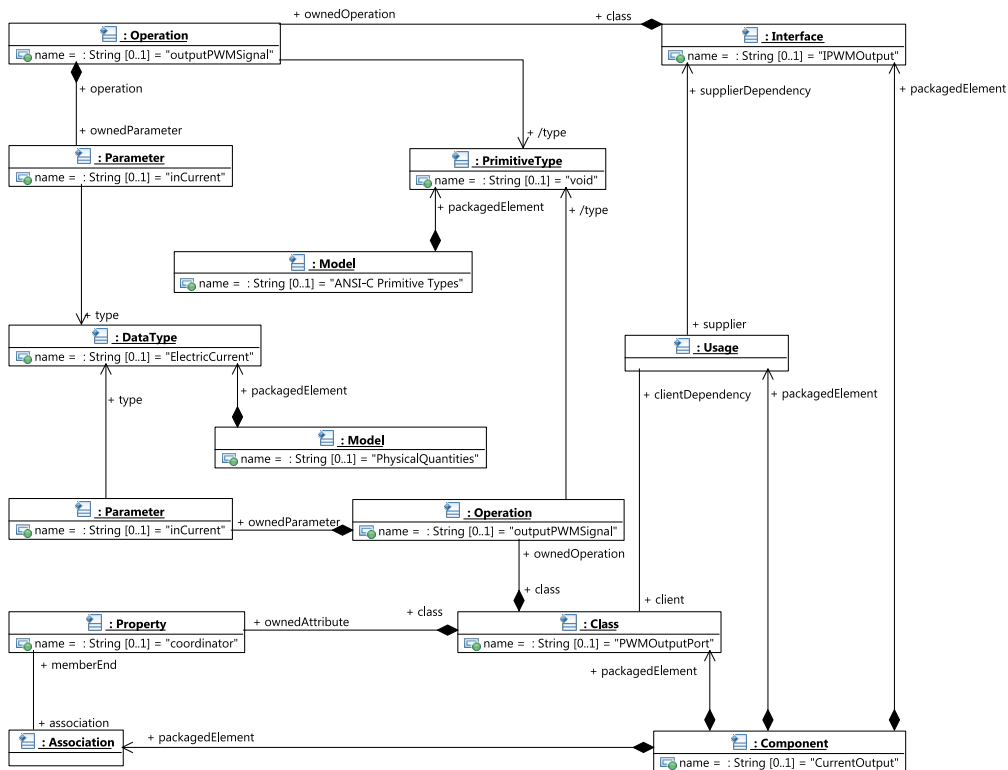 + ownedOperation
+ class
: Operation
name = : String [0..1] = "outputPWMSignal"
: Interface
name = : String [0..1] = "IPWMOutput"
+ operation
+ supplierDependency
+ packagedElement
+ ownedParameter
+ /type
: Parameter
name = : String [0..1] = "inCurrent"
: PrimitiveType
name = : String [0..1] = "void"
+ packagedElement
+ /type
: Model
name = : String [0..1] = "ANSI-C Primitive Types"
+ type
+ supplier
: DataType
name = : String [0..1] = "ElectricCurrent"
: Usage
+ packagedElement
+ clientDependency
+ packagedElement
+ type
: Model
name = : String [0..1] = "PhysicalQuantities"
: Parameter
name = : String [0..1] = "inCurrent"
+ ownedParameter
: Operation
name = : String [0..1] = "outputPWMSignal"
+ ownedOperation
+ class
+ client
: Property
name = : String [0..1] = "coordinator"
+ ownedAttribute
+ class
: Class
name = : String [0..1] = "PWMOutputPort"
+ memberEnd
+ packagedElement
+ association
: Association
+ packagedElement
: Component
name = : String [0..1] = "CurrentOutput"